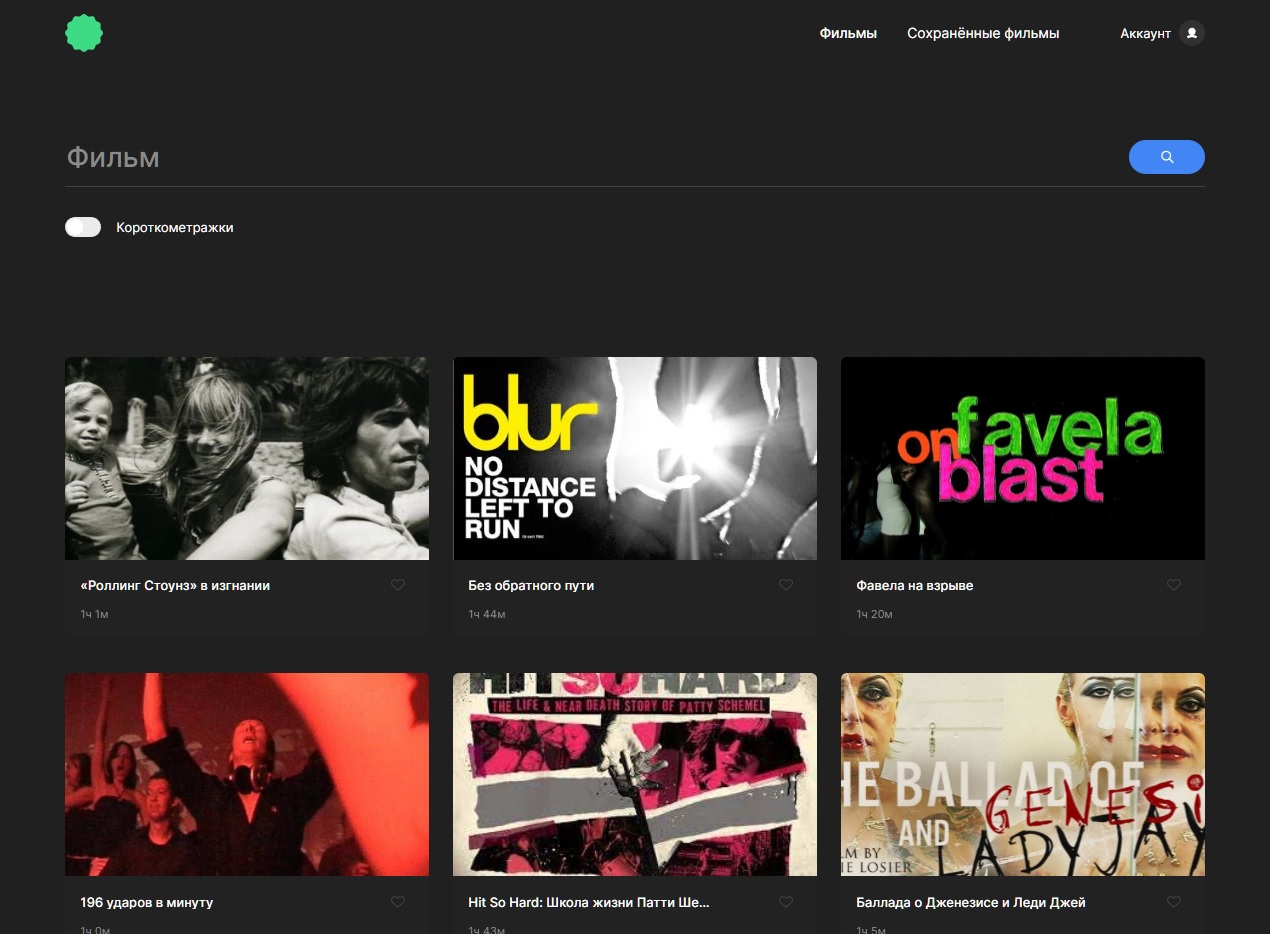 Фильмы
Сохранённые фильмы
Аккаунт
Фильм
Короткометражки
blur
NO
DISTANCE
LEFT TO
RUN
on favela
blast
«Роллинг Стоунз» в изгнании
Без обратного пути
Фавела на взрыве
1ч 1м
1ч 44м
1ч 20м
HIT SO HARD
THE LIFE & NEAR DEATH STORY OF PATTY SCHEMEL
HE BALLAD OF
GENESI
AND
LADY JAY
LM BY
IE LOSIER
196 ударов в минуту
Hit So Hard: Школа жизни Патти Ше...
Баллада о Дженезисе и Леди Джей
1ч 0м
1ч 43м
1ч 5м